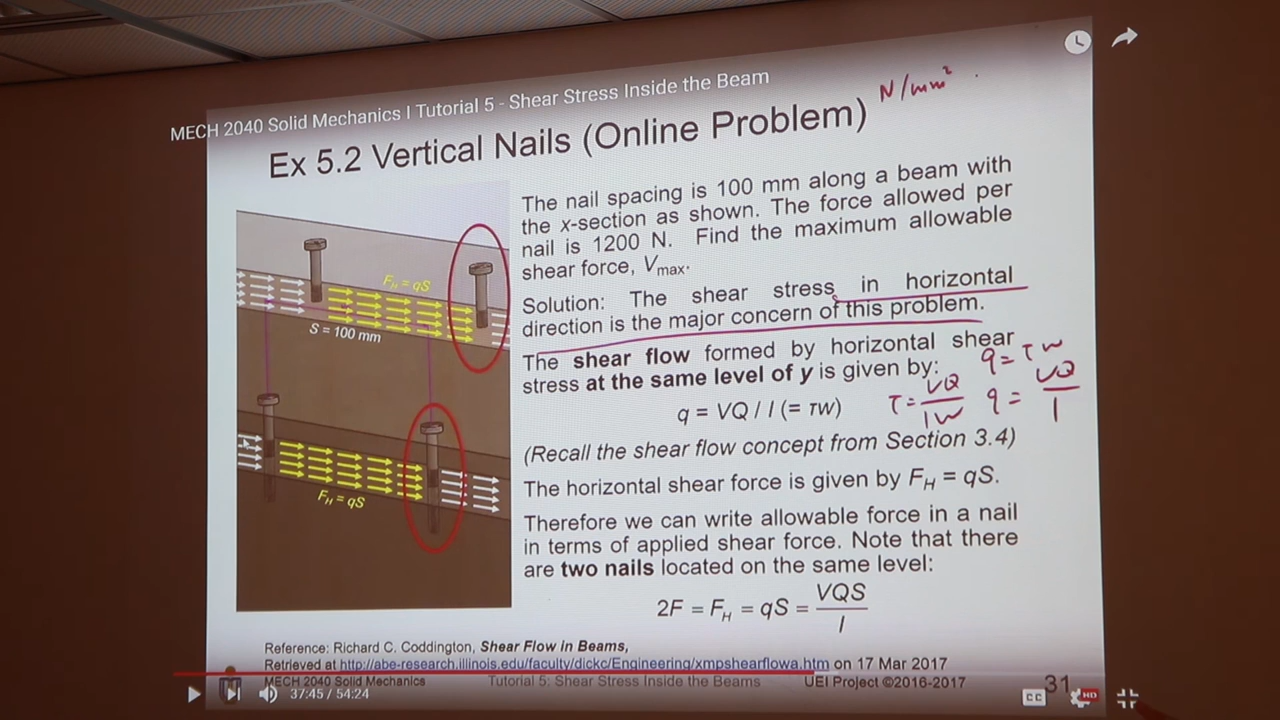 MECH 2040 Solid Mechanics I Tutorial 5 - Shear Stress Inside the Beam
Ex 5.2 Vertical Nails (Online Problem)
N/mm²
The nail spacing is 100 mm along a beam with
the x-section as shown. The force allowed per
nail is 1200 N. Find the maximum allowable
shear force, Vmax.
Solution: The shear stress in horizontal
direction is the major concern of this problem.
The shear flow formed by horizontal shear
stress at the same level of y is given by:
q = τw
q = VQ / I (= τw)
τ = VQ / Iw
q = VQ / I
(Recall the shear flow concept from Section 3.4)
The horizontal shear force is given by FH = qS.
Therefore we can write allowable force in a nail
in terms of applied shear force. Note that there
are two nails located on the same level:
2F = FH = qS = VQS / I
FH = qS
S = 100 mm
FH = qS
Reference: Richard C. Coddington, Shear Flow in Beams,
Retrieved at http://abe-research.illinois.edu/faculty/dickc/Engineering/xmpshearflowa.htm on 17 Mar 2017
MECH 2040 Solid Mechanics
Tutorial 5: Shear Stress Inside the Beams
UEI Project ©2016-2017
31
37:45 / 54:24
CC
HD